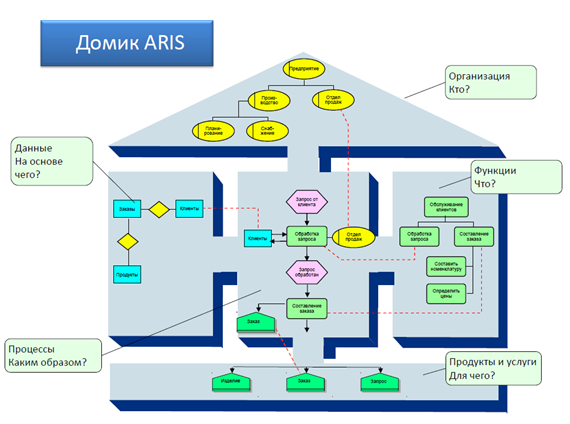 Домик ARIS
Предприятие
Произ-
водство
Отдел
продаж
Плани-
рование
Снаб-
жение
Организация
Кто?
Данные
На основе
чего?
Заказы
Клиенты
Продукты
Запрос от
клиента
Клиенты
Обработка
запроса
Отдел
продаж
Запрос
обработан
Составление
заказа
Заказ
Функции
Что?
Обслуживание
клиентов
Обработка
запроса
Составление
заказа
Составить
номенклатуру
Определить
цены
Процессы
Каким образом?
Продукты и услуги
Для чего?
Изделие
Заказ
Запрос